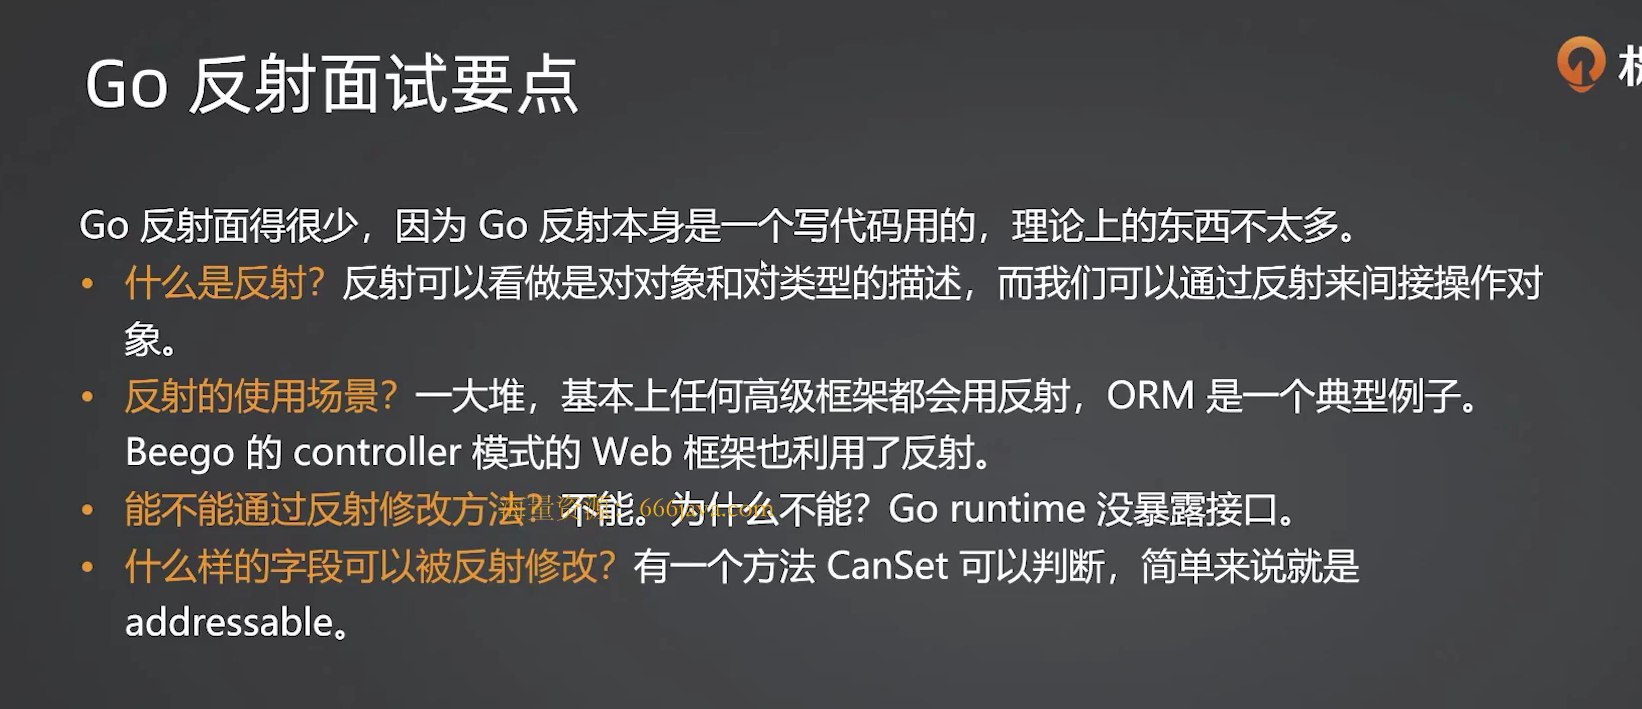 Go 反射面试要点
Go 反射面得很少，因为 Go 反射本身是一个写代码用的，理论上的东西不太多。
• 什么是反射？反射可以看做是对对象和对类型的描述，而我们可以通过反射来间接操作对
象。
• 反射的使用场景？一大堆，基本上任何高级框架都会用反射，ORM 是一个典型例子。
Beego 的 controller 模式的 Web 框架也利用了反射。
• 能不能通过反射修改方法？不能。为什么不能？Go runtime 没暴露接口。
海量资源：666java.com
• 什么样的字段可以被反射修改？有一个方法 CanSet 可以判断，简单来说就是
addressable。